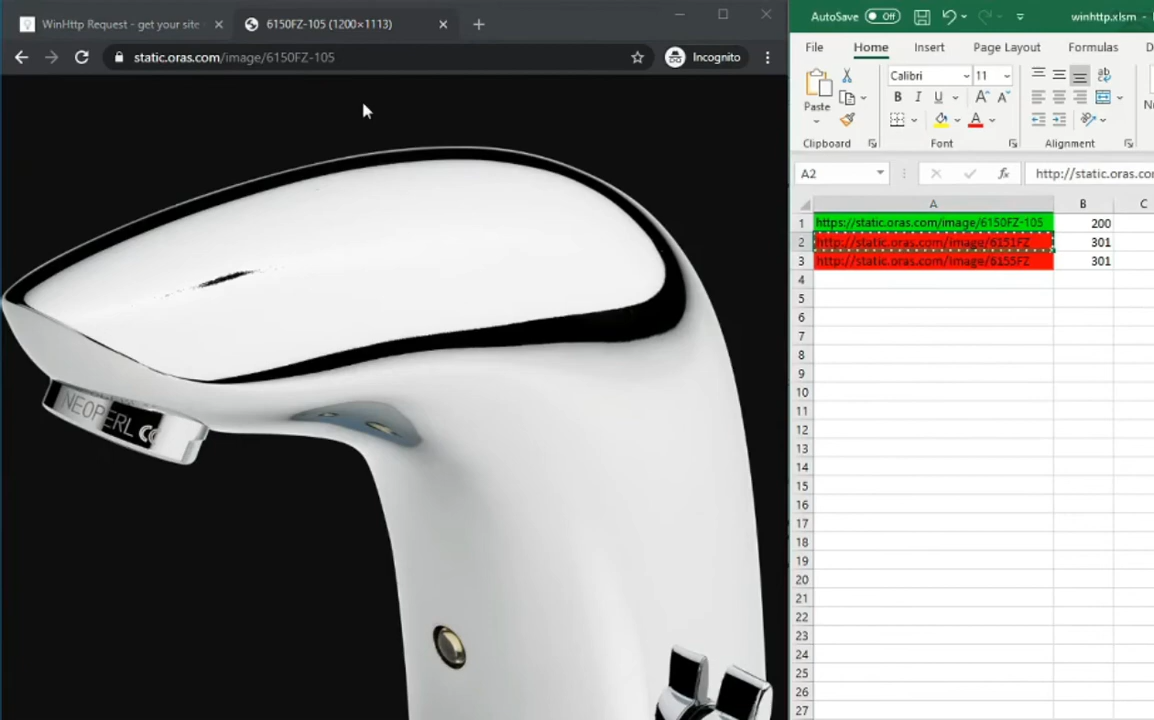 WinHttp Request - get your site
6150FZ-105 (1200×1113)
static.oras.com/image/6150FZ-105
Incognito
NEOPERL
AutoSave
Off
winhttp.xlsm -
File
Home
Insert
Page Layout
Formulas
Paste
Calibri
11
B I U
A A
A
ab
Clipboard
Font
Alignment
A2
fx
http://static.oras.co
A B C
1 https://static.oras.com/image/6150FZ-105 200
2 http://static.oras.com/image/6151FZ 301
3 http://static.oras.com/image/6155FZ 301
4
5
6
7
8
9
10
11
12
13
14
15
16
17
18
19
20
21
22
23
24
25
26
27